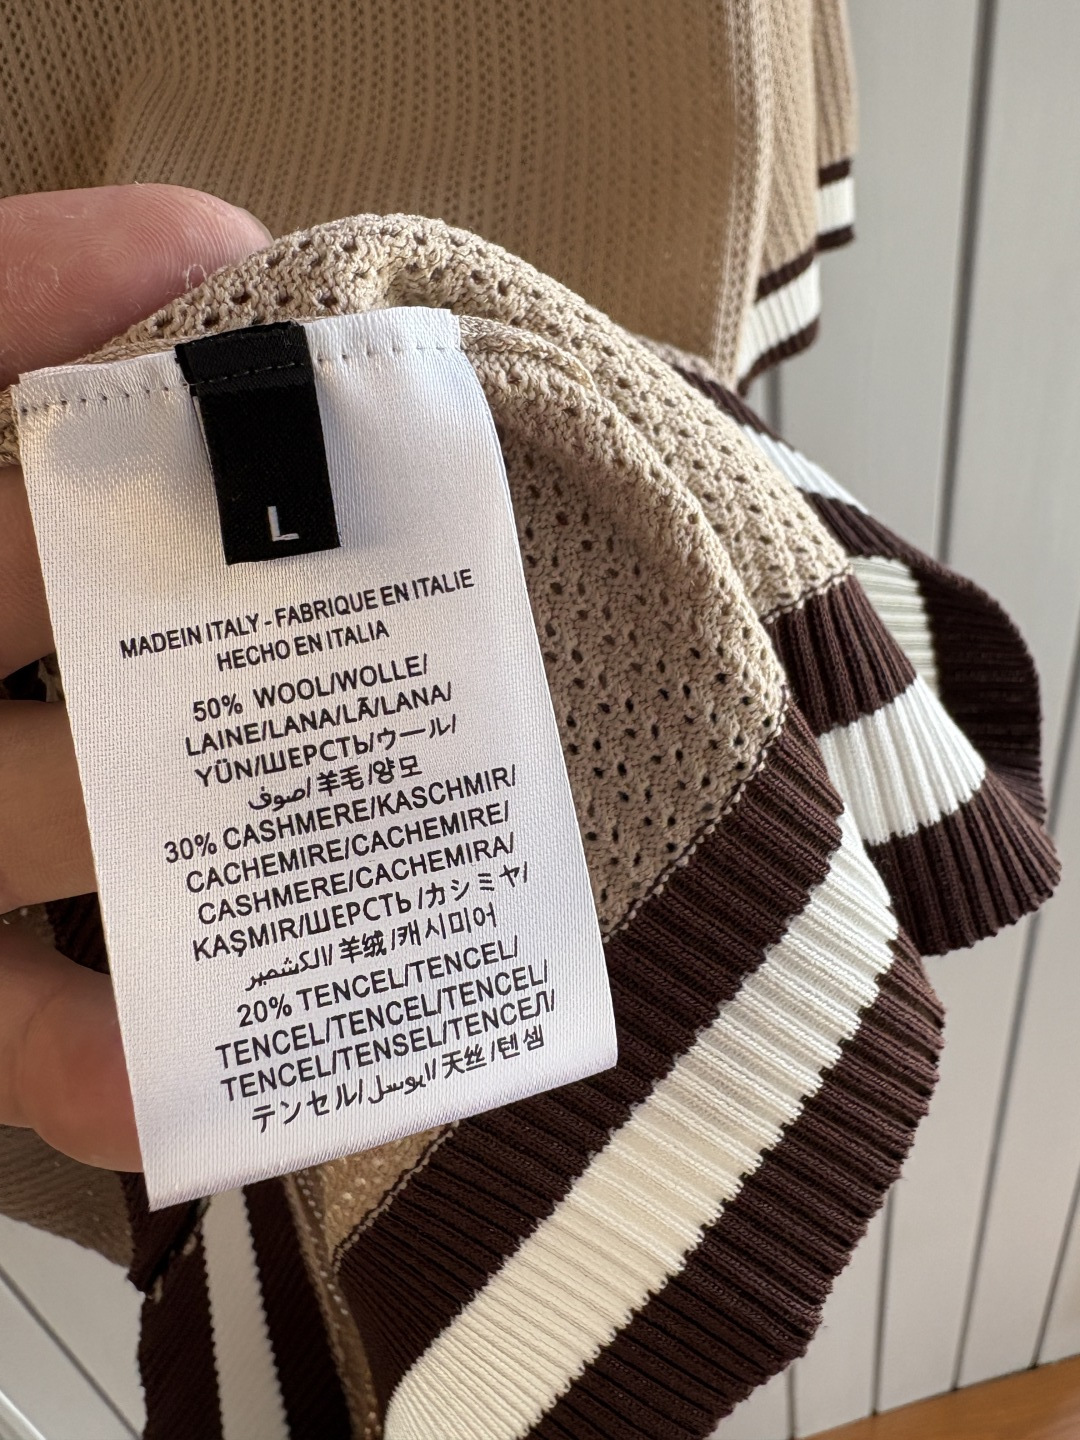 L
MADEIN ITALY - FABRIQUE EN ITALIE
HECHO EN ITALIA
50% WOOL/WOLLE/
LAINE/LANA/LÃ/LANA/
YÜN/ШЕРСТЬ/ウール/
صوف/羊毛/양모
30% CASHMERE/KASCHMIR/
CACHEMIRE/CACHEMIRE/
CASHMERE/CACHEMIRA/
KAŞMIR/ШЕРСТЬ/カシミヤ/
الكشمير/羊绒/캐시미어
20% TENCEL/TENCEL/
TENCEL/TENCEL/TENCEL/
TENCEL/TENSEL/TENCEЛ/
テンセル/天丝/텐셀